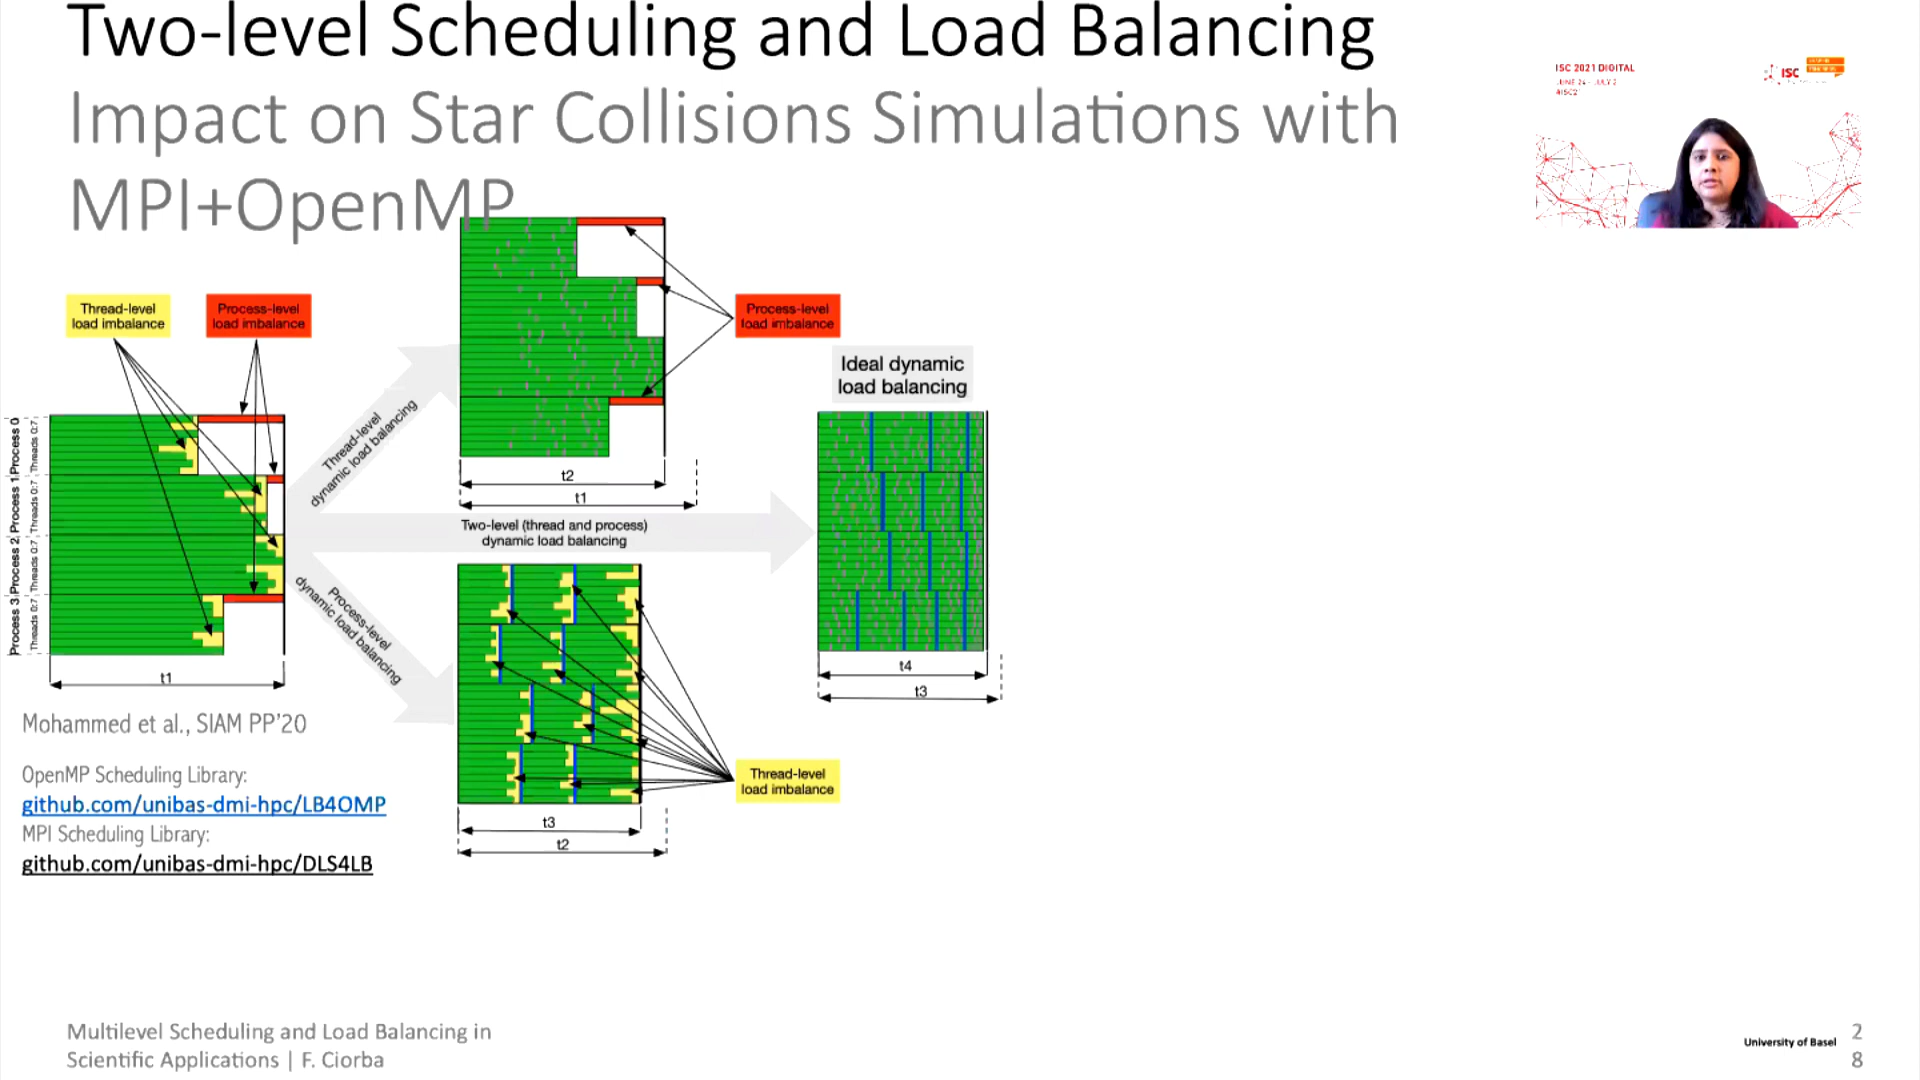 Two-level Scheduling and Load Balancing
Impact on Star Collisions Simulations with
MPI+OpenMP
ISC 2021 DIGITAL
JUNE 24 - JULY 2
ISC
Thread-level
load imbalance
Process-level
load imbalance
Process-level
load imbalance
Ideal dynamic
load balancing
Thread-level
dynamic load balancing
Process 0
Threads 0:7
Process 1
Threads 0:7
Process 2
Threads 0:7
Process 3
Threads 0:7
t2
t1
Two-level (thread and process)
dynamic load balancing
Process-level
dynamic load balancing
t1
t4
t3
Thread-level
load imbalance
t3
t2
Mohammed et al., SIAM PP'20
OpenMP Scheduling Library:
github.com/unibas-dmi-hpc/LB4OMP
MPI Scheduling Library:
github.com/unibas-dmi-hpc/DLS4LB
Multilevel Scheduling and Load Balancing in
Scientific Applications | F. Ciorba
University of Basel
2
8